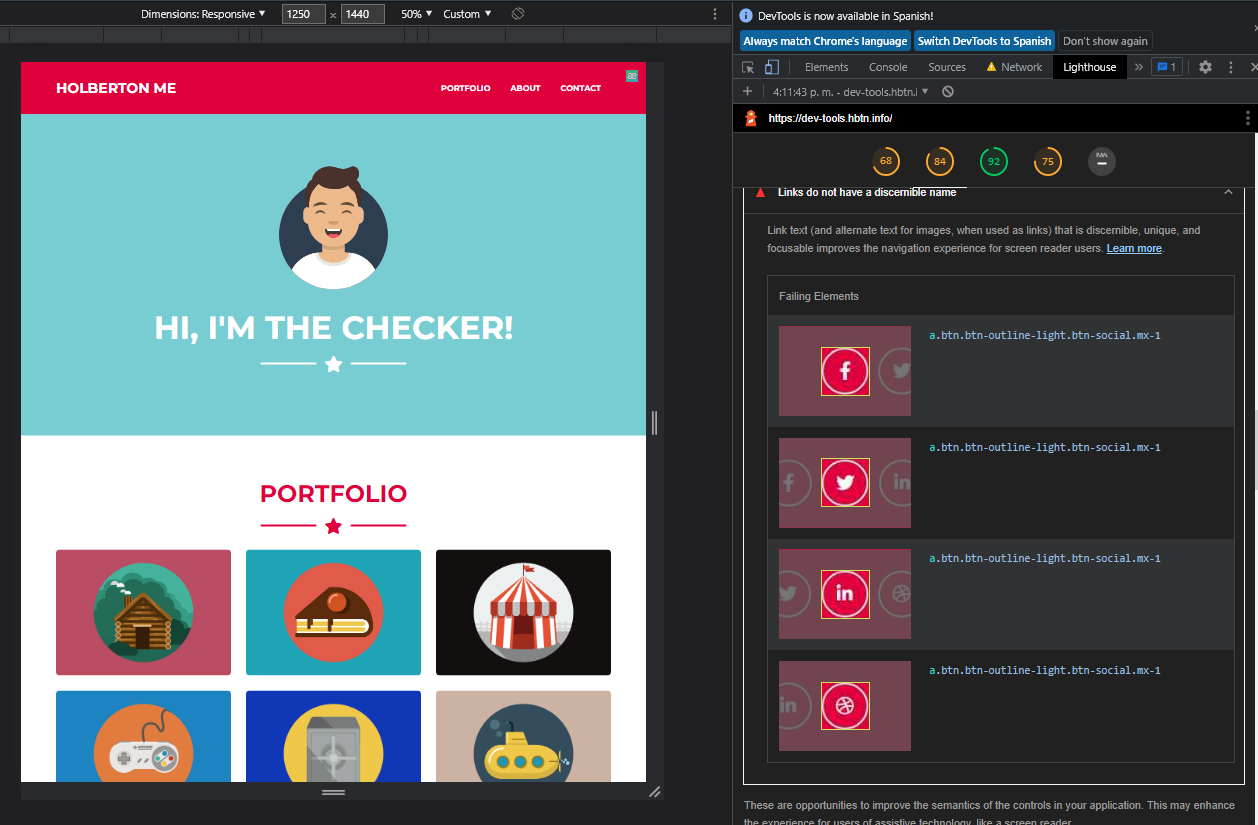 Dimensions: Responsive ▼ 1250 × 1440 50% ▼ Custom ▼
HOLBERTON ME
PORTFOLIO ABOUT CONTACT
æ
HI, I'M THE CHECKER!
PORTFOLIO
DevTools is now available in Spanish!
Always match Chrome's language Switch DevTools to Spanish Don't show again
Elements Console Sources Network Lighthouse » 1
+ 4:11:43 p. m. - dev-tools.hbtn.i ▼
https://dev-tools.hbtn.info/
68 84 92 75 PWA
Links do not have a discernible name
Link text (and alternate text for images, when used as links) that is discernible, unique, and
focusable improves the navigation experience for screen reader users. Learn more.
Failing Elements
a.btn.btn-outline-light.btn-social.mx-1
a.btn.btn-outline-light.btn-social.mx-1
in
a.btn.btn-outline-light.btn-social.mx-1
in
a.btn.btn-outline-light.btn-social.mx-1
in
These are opportunities to improve the semantics of the controls in your application. This may enhance
the experience for users of assistive technology, like a screen reader.